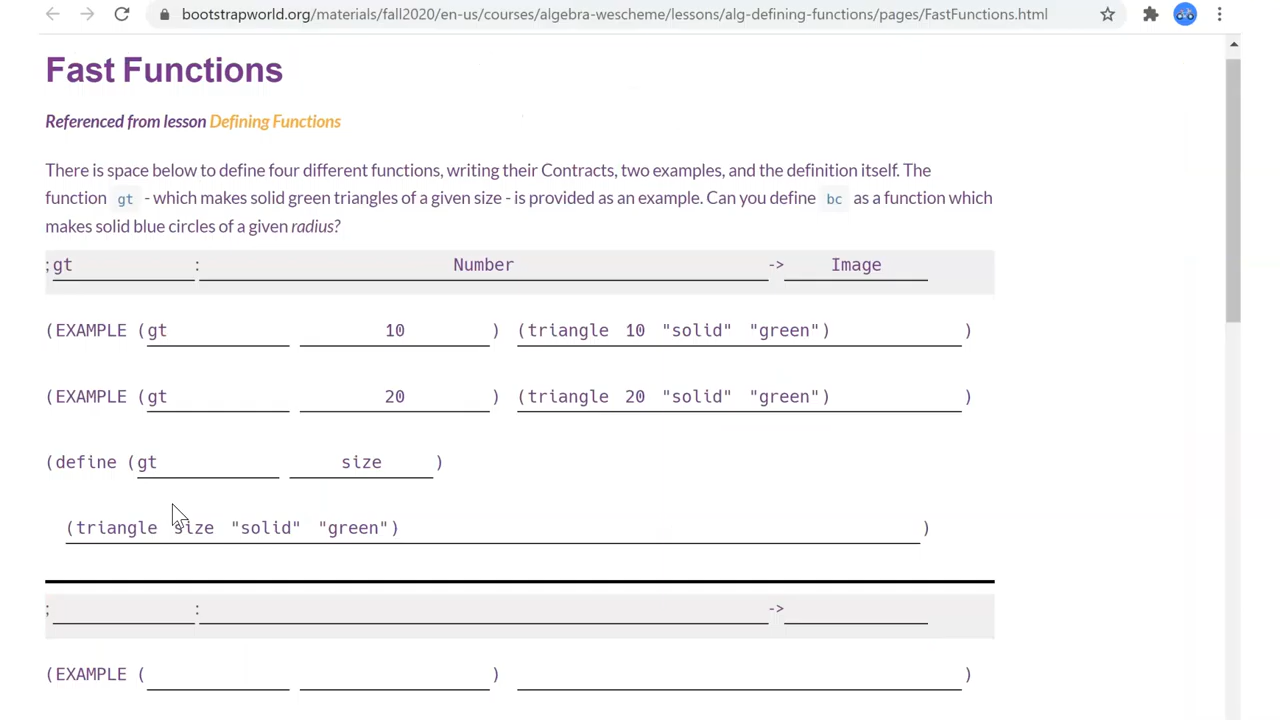 bootstrapworld.org/materials/fall2020/en-us/courses/algebra-wescheme/lessons/alg-defining-functions/pages/FastFunctions.html
Fast Functions
Referenced from lesson Defining Functions
There is space below to define four different functions, writing their Contracts, two examples, and the definition itself. The
function gt - which makes solid green triangles of a given size - is provided as an example. Can you define bc as a function which
makes solid blue circles of a given radius?
;gt : Number -> Image
(EXAMPLE (gt 10 ) (triangle 10 "solid" "green") )
(EXAMPLE (gt 20 ) (triangle 20 "solid" "green") )
(define (gt size )
(triangle size "solid" "green") )
; : ->
(EXAMPLE ( ) )